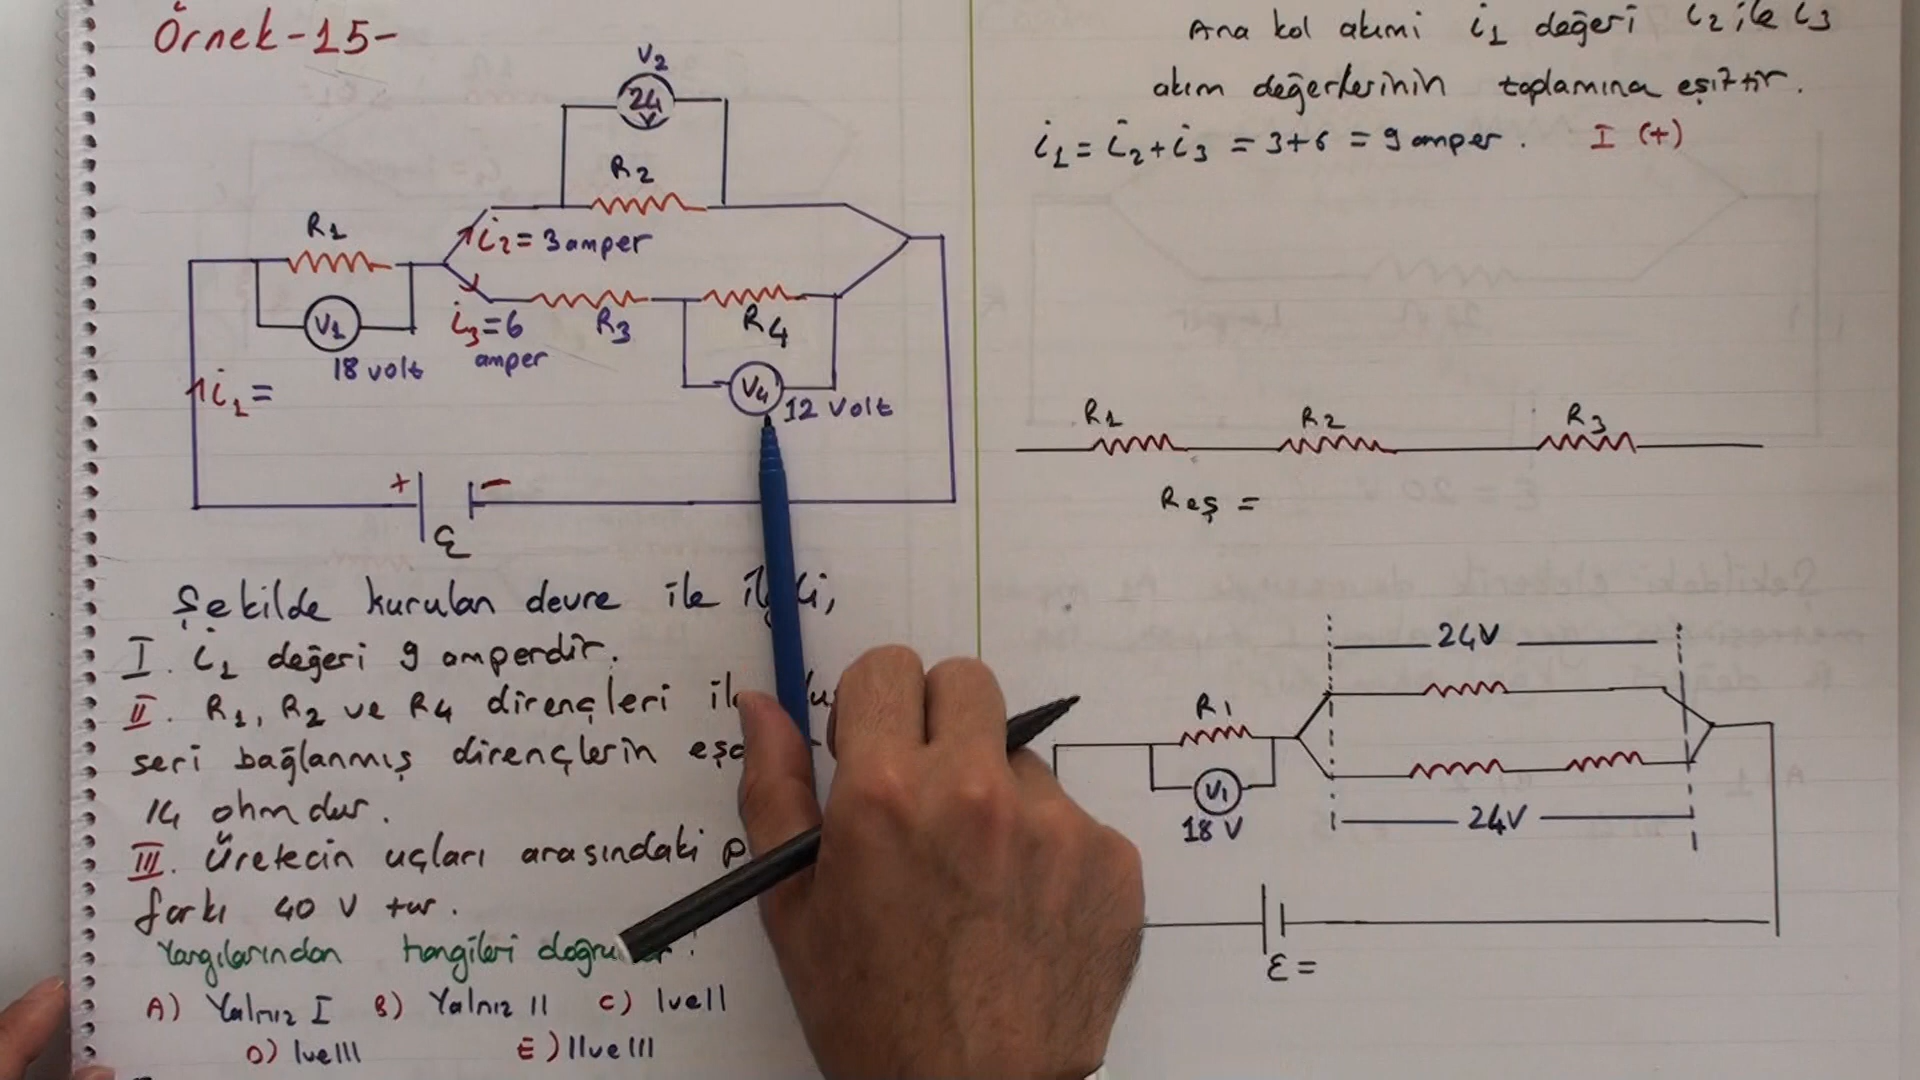 Örnek-15-
V2
24
V
R2
R1
i2= 3 amper
V1
18 volt
i3=6
amper
R3
R4
V4
12 Volt
i1=
+ -
ε
Şekilde kurulan devre ile
I. i1 değeri 9 amperdir.
II. R1, R2 ve R4 dirençleri
seri bağlanmış dirençlerin
14 ohmdur.
III. Üretecin uçları arasındaki
farkı 40 V tur.
Yargılarından hangileri
A) Yalnız I B) Yalnız II C) I ve II
D) I ve III E) II ve III
Ana kol akımı i1 değeri i2 ile i3
akım değerlerinin toplamına eşittir.
i1 = i2 + i3 = 3+6 = 9 amper. I (+)
R1 R2 R3
Reş =
24V
R1
V1
18 V
24V
ε =